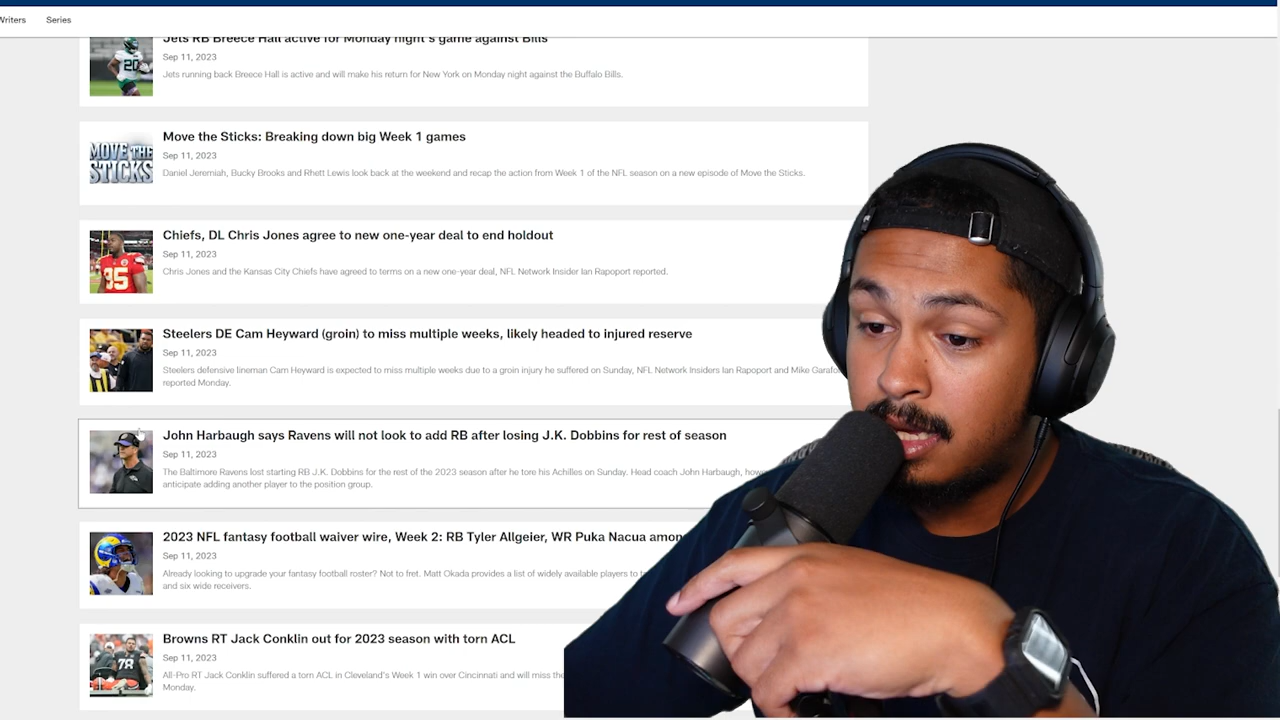 Writers Series
Jets RB Breece Hall active for Monday night's game against Bills
Sep 11, 2023
Jets running back Breece Hall is active and will make his return for New York on Monday night against the Buffalo Bills.
20
Move the Sticks: Breaking down big Week 1 games
Sep 11, 2023
Daniel Jeremiah, Bucky Brooks and Rhett Lewis look back at the weekend and recap the action from Week 1 of the NFL season on a new episode of Move the Sticks.
MOVE THE
STICKS
Chiefs, DL Chris Jones agree to new one-year deal to end holdout
Sep 11, 2023
Chris Jones and the Kansas City Chiefs have agreed to terms on a new one-year deal, NFL Network Insider Ian Rapoport reported.
95
Steelers DE Cam Heyward (groin) to miss multiple weeks, likely headed to injured reserve
Sep 11, 2023
Steelers defensive lineman Cam Heyward is expected to miss multiple weeks due to a groin injury he suffered on Sunday, NFL Network Insiders Ian Rapoport and Mike Garafo
reported Monday.
John Harbaugh says Ravens will not look to add RB after losing J.K. Dobbins for rest of season
Sep 11, 2023
The Baltimore Ravens lost starting RB J.K. Dobbins for the rest of the 2023 season after he tore his Achilles on Sunday. Head coach John Harbaugh, howe
anticipate adding another player to the position group.
2023 NFL fantasy football waiver wire, Week 2: RB Tyler Allgeier, WR Puka Nacua amon
Sep 11, 2023
Already looking to upgrade your fantasy football roster? Not to fret. Matt Okada provides a list of widely available players to t
and six wide receivers.
Browns RT Jack Conklin out for 2023 season with torn ACL
Sep 11, 2023
All-Pro RT Jack Conklin suffered a torn ACL in Cleveland's Week 1 win over Cincinnati and will miss the
Monday.
78